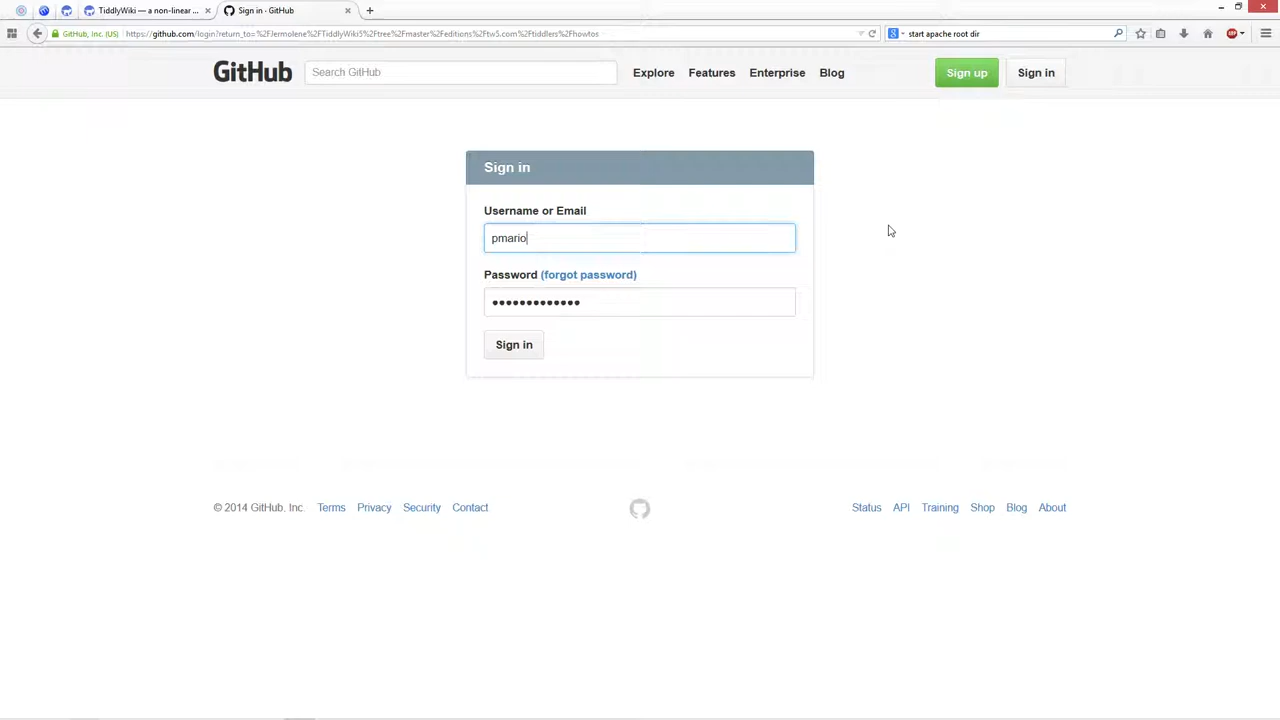 TiddlyWiki — a non-linear ...
Sign in · GitHub
GitHub, Inc. (US)
https://github.com/login?return_to=%2FJermolene%2FTiddlyWiki5%2Ftree%2Fmaster%2Feditions%2Ftw5.com%2Ftiddlers%2Fhowtos
start apache root dir
GitHub
Search GitHub
Explore Features Enterprise Blog
Sign up Sign in
Sign in
Username or Email
pmario
Password (forgot password)
•••••••••••••
Sign in
© 2014 GitHub, Inc. Terms Privacy Security Contact
Status API Training Shop Blog About